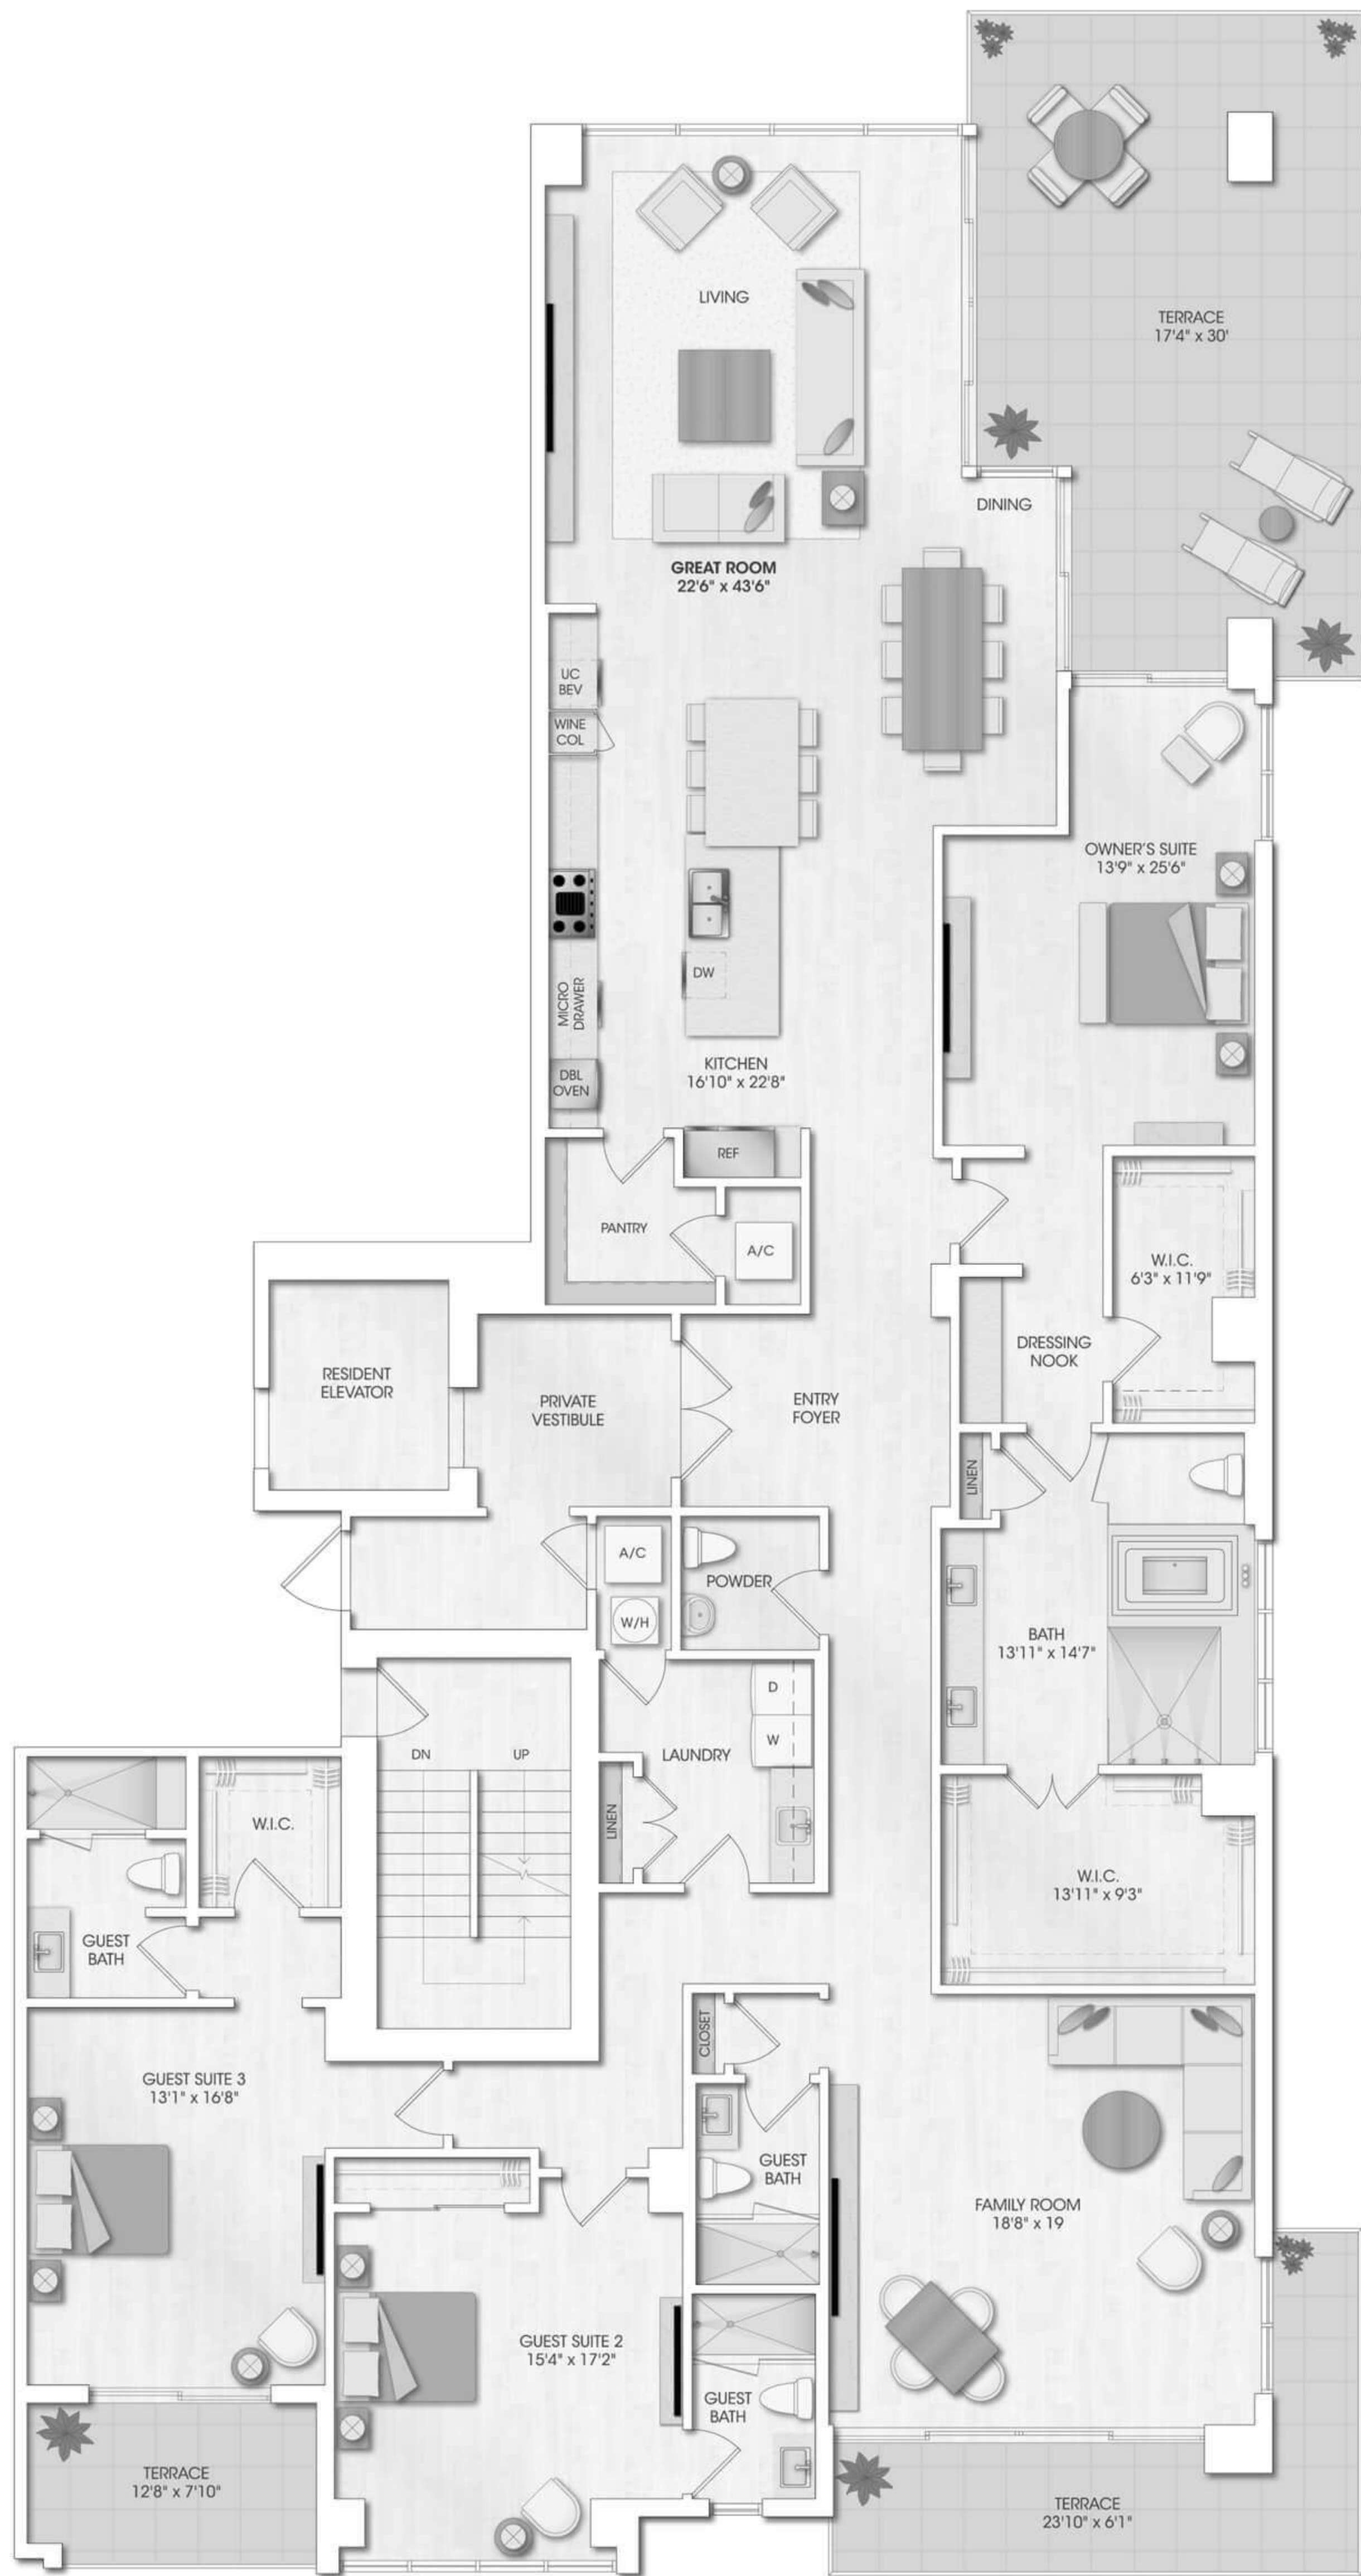 TERRACE
17'4" x 30'
LIVING
DINING
GREAT ROOM
22'6" x 43'6"
UC
BEV
WINE
COL
OWNER'S SUITE
13'9" x 25'6"
DW
MICRO
DRAWER
KITCHEN
16'10" x 22'8"
DBL
OVEN
REF
PANTRY
A/C
W.I.C.
6'3" x 11'9"
DRESSING
NOOK
RESIDENT
ELEVATOR
PRIVATE
VESTIBULE
ENTRY
FOYER
LINEN
A/C
W/H
POWDER
BATH
13'11" x 14'7"
D
W
LAUNDRY
LINEN
DN
UP
W.I.C.
GUEST
BATH
W.I.C.
13'11" x 9'3"
CLOSET
GUEST SUITE 3
13'1" x 16'8"
GUEST
BATH
FAMILY ROOM
18'8" x 19
GUEST SUITE 2
15'4" x 17'2"
GUEST
BATH
TERRACE
12'8" x 7'10"
TERRACE
23'10" x 6'1"